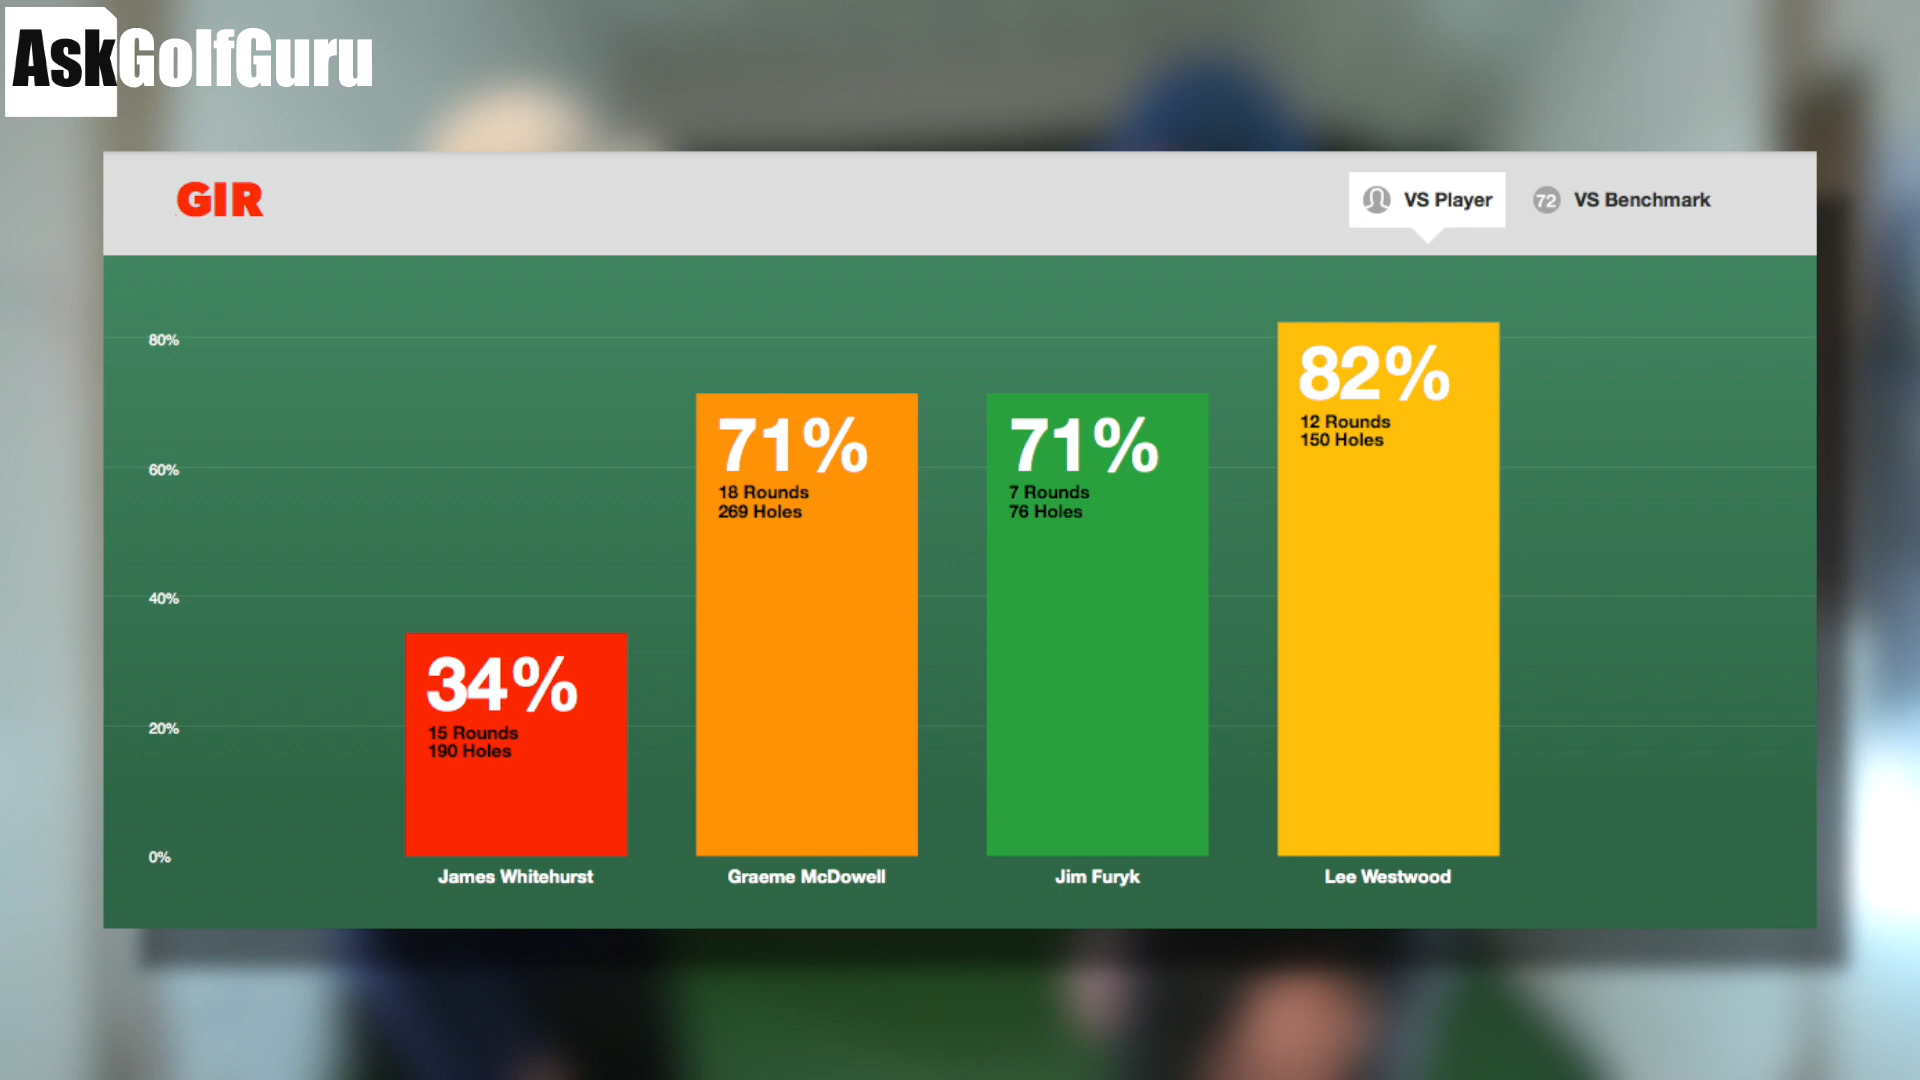 AskGolfGuru
GIR
VS Player
72 VS Benchmark
80%
60%
40%
20%
0%
34%
15 Rounds
190 Holes
James Whitehurst
71%
18 Rounds
269 Holes
Graeme McDowell
71%
7 Rounds
76 Holes
Jim Furyk
82%
12 Rounds
150 Holes
Lee Westwood